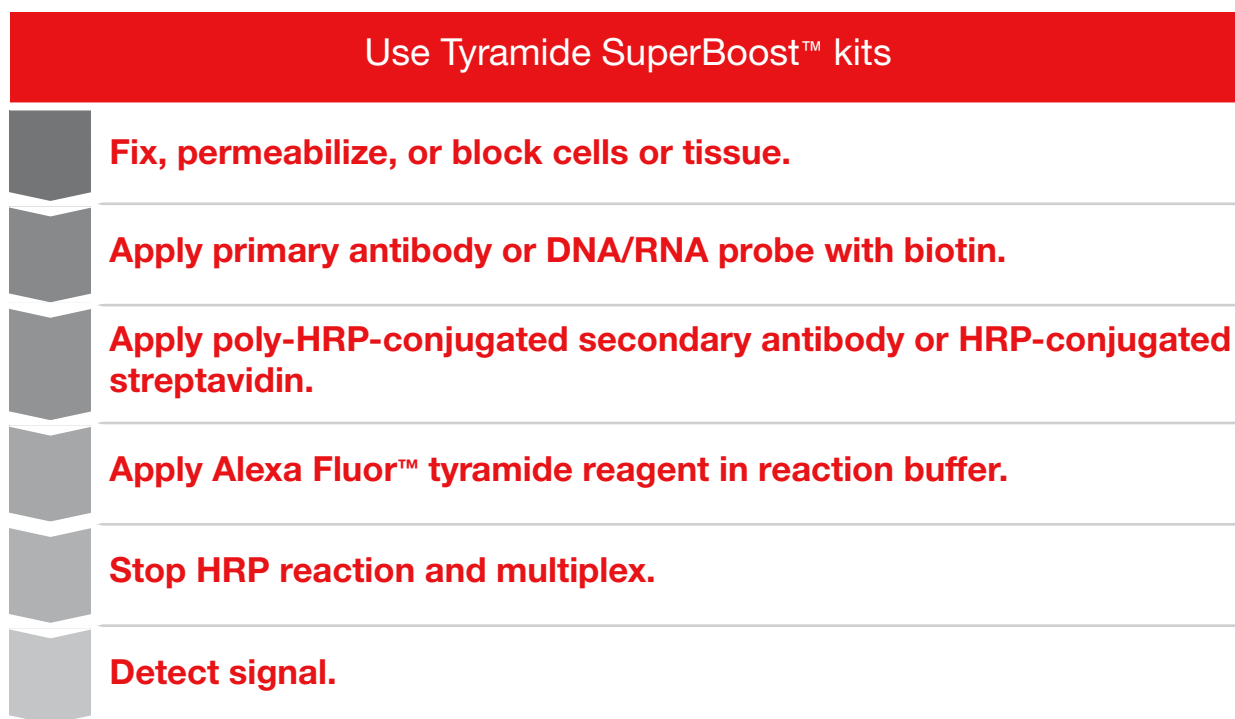 Use Tyramide SuperBoost™ kits
Fix, permeabilize, or block cells or tissue.
Apply primary antibody or DNA/RNA probe with biotin.
Apply poly-HRP-conjugated secondary antibody or HRP-conjugated
streptavidin.
Apply Alexa Fluor™ tyramide reagent in reaction buffer.
Stop HRP reaction and multiplex.
Detect signal.